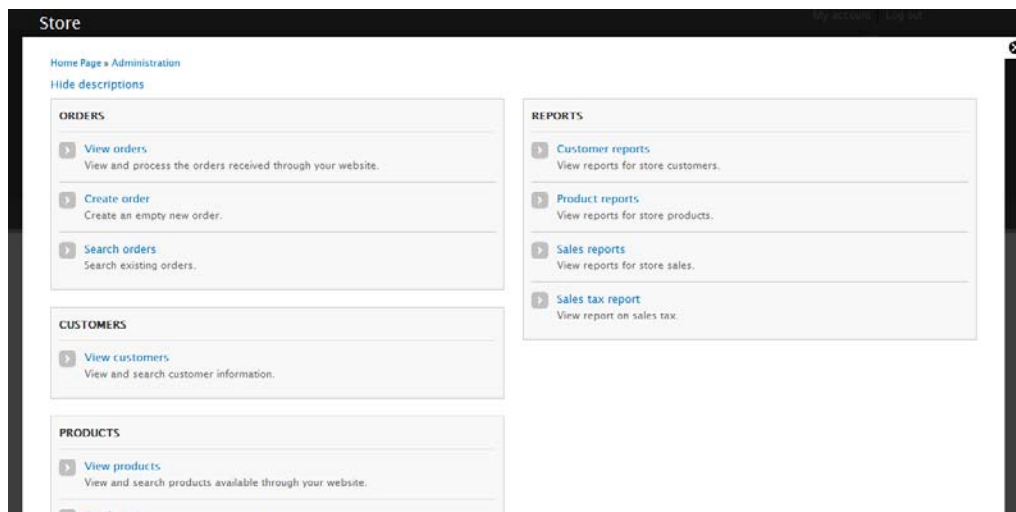 Store
My account Log out
Home Page » Administration
Hide descriptions
ORDERS
View orders
View and process the orders received through your website.
Create order
Create an empty new order.
Search orders
Search existing orders.
CUSTOMERS
View customers
View and search customer information.
PRODUCTS
View products
View and search products available through your website.
REPORTS
Customer reports
View reports for store customers.
Product reports
View reports for store products.
Sales reports
View reports for store sales.
Sales tax report
View report on sales tax.